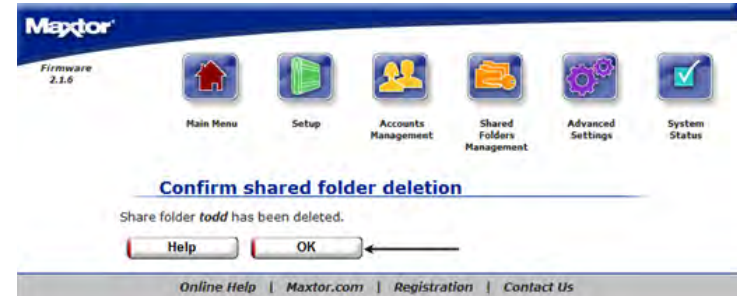 Maxtor
Firmware
2.1.6
Main Menu
Setup
Accounts
Management
Shared
Folders
Management
Advanced
Settings
System
Status
Confirm shared folder deletion
Share folder todd has been deleted.
Help
OK
Online Help | Maxtor.com | Registration | Contact Us